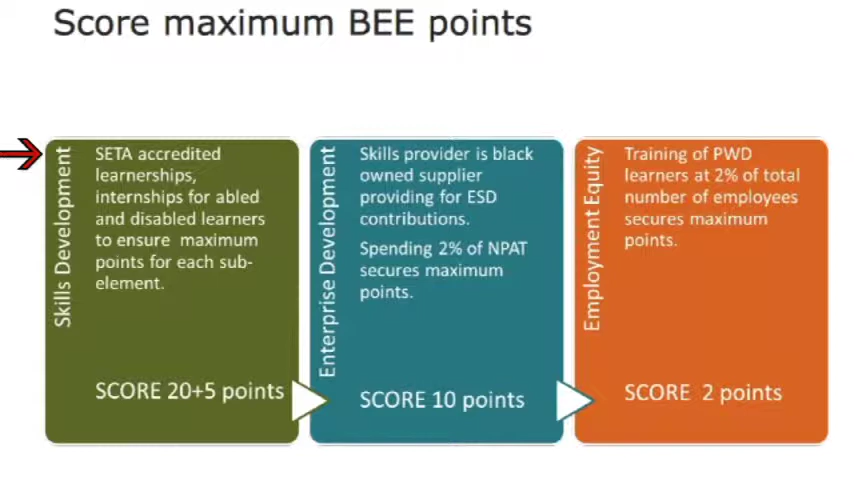 Score maximum BEE points
Skills Development
SETA accredited
learnerships,
internships for abled
and disabled learners
to ensure maximum
points for each sub-
element.
SCORE 20+5 points
Enterprise Development
Skills provider is black
owned supplier
providing for ESD
contributions.
Spending 2% of NPAT
secures maximum
points.
SCORE 10 points
Employment Equity
Training of PWD
learners at 2% of total
number of employees
secures maximum
points.
SCORE 2 points